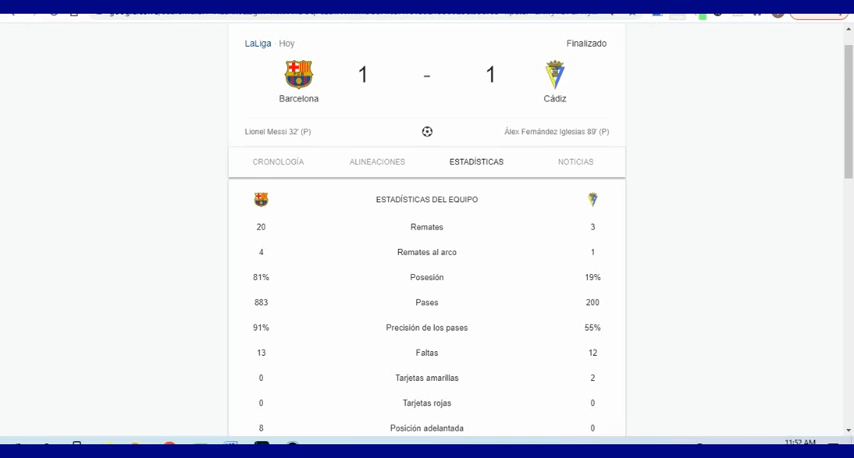 LaLiga · Hoy Finalizado
1 - 1
Barcelona Cádiz
Lionel Messi 32' (P) Álex Fernández Iglesias 89' (P)
CRONOLOGÍA ALINEACIONES ESTADÍSTICAS NOTICIAS
ESTADÍSTICAS DEL EQUIPO
20 Remates 3
4 Remates al arco 1
81% Posesión 19%
883 Pases 200
91% Precisión de los pases 55%
13 Faltas 12
0 Tarjetas amarillas 2
0 Tarjetas rojas 0
8 Posición adelantada 0
11:52 AM